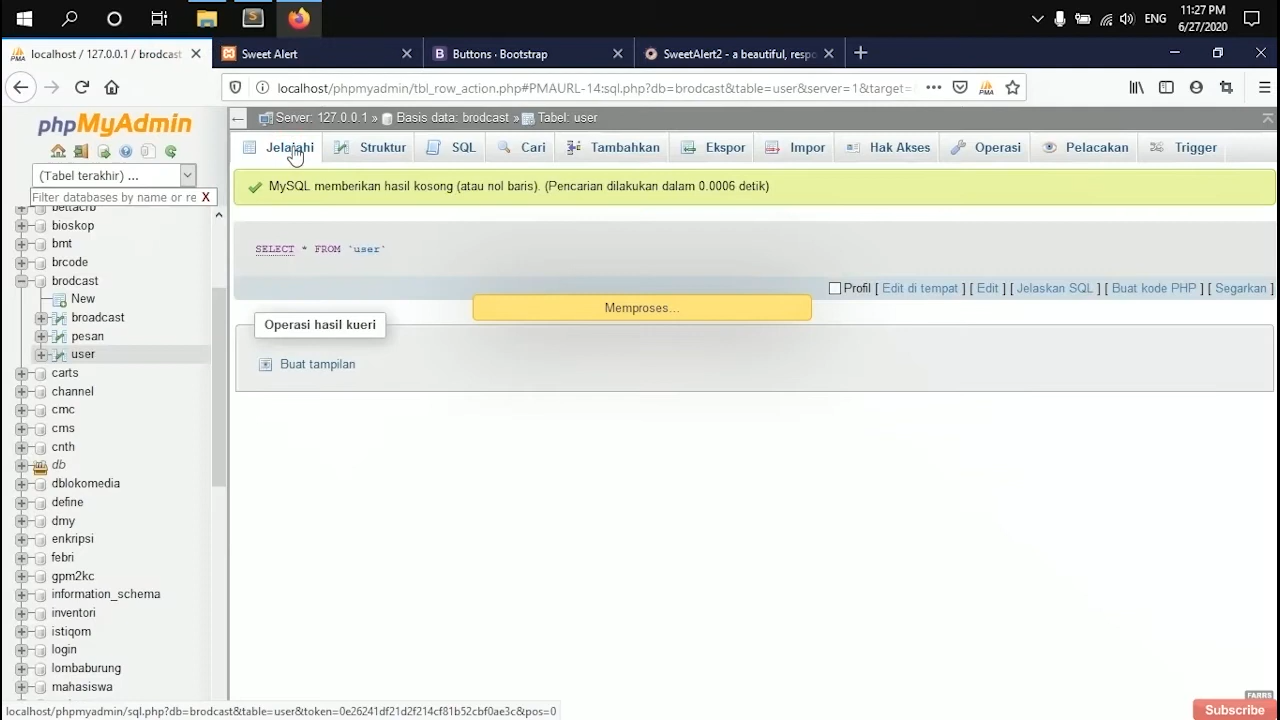 11:27 PM
ENG
6/27/2020
localhost / 127.0.0.1 / brodcast
Sweet Alert
Buttons · Bootstrap
SweetAlert2 - a beautiful, respo
localhost/phpmyadmin/tbl_row_action.php#PMAURL-14:sql.php?db=brodcast&table=user&server=1&target=
phpMyAdmin
Server: 127.0.0.1 » Basis data: brodcast » Tabel: user
Jelajahi Struktur SQL Cari Tambahkan Ekspor Impor Hak Akses Operasi Pelacakan Trigger
(Tabel terakhir) ...
Filter databases by name or re X
MySQL memberikan hasil kosong (atau nol baris). (Pencarian dilakukan dalam 0.0006 detik)
SELECT * FROM `user`
Profil [ Edit di tempat ] [ Edit ] [ Jelaskan SQL ] [ Buat kode PHP ] [ Segarkan ]
Memproses...
Operasi hasil kueri
Buat tampilan
bettacrb
bioskop
bmt
brcode
brodcast
New
broadcast
pesan
user
carts
channel
cmc
cms
cnth
db
dblokomedia
define
dmy
enkripsi
febri
gpm2kc
information_schema
inventori
istiqom
login
lombaburung
mahasiswa
localhost/phpmyadmin/sql.php?db=brodcast&table=user&token=0e26241df21d2f214cf81b52cbf0ae3c&pos=0
FARRS
Subscribe